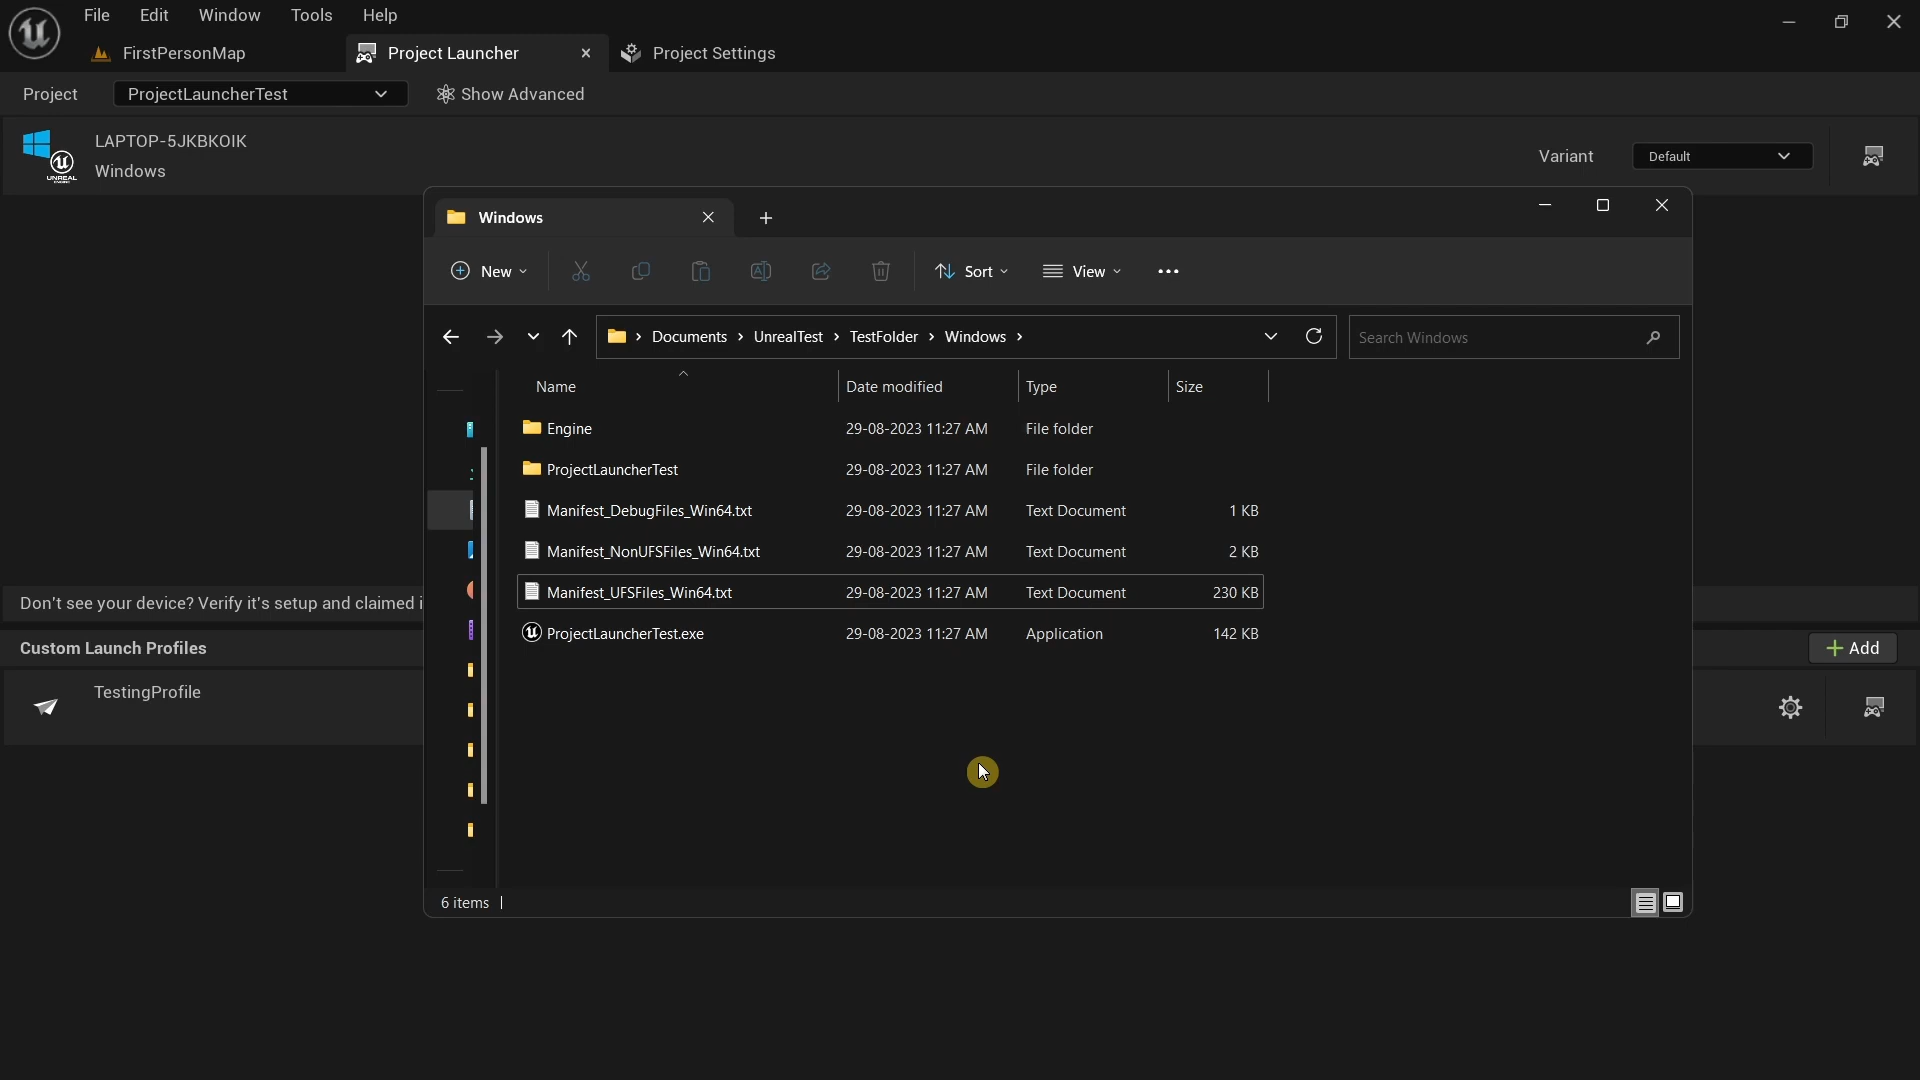 File Edit Window Tools Help
FirstPersonMap Project Launcher Project Settings
Project ProjectLauncherTest Show Advanced
LAPTOP-5JKBKOIK
Windows
Variant Default
UNREAL
Windows
New Sort View
Documents UnrealTest TestFolder Windows Search Windows
Name Date modified Type Size
Engine 29-08-2023 11:27 AM File folder
ProjectLauncherTest 29-08-2023 11:27 AM File folder
Manifest_DebugFiles_Win64.txt 29-08-2023 11:27 AM Text Document 1 KB
Manifest_NonUFSFiles_Win64.txt 29-08-2023 11:27 AM Text Document 2 KB
Manifest_UFSFiles_Win64.txt 29-08-2023 11:27 AM Text Document 230 KB
ProjectLauncherTest.exe 29-08-2023 11:27 AM Application 142 KB
6 items
Don't see your device? Verify it's setup and claimed i
Custom Launch Profiles Add
TestingProfile